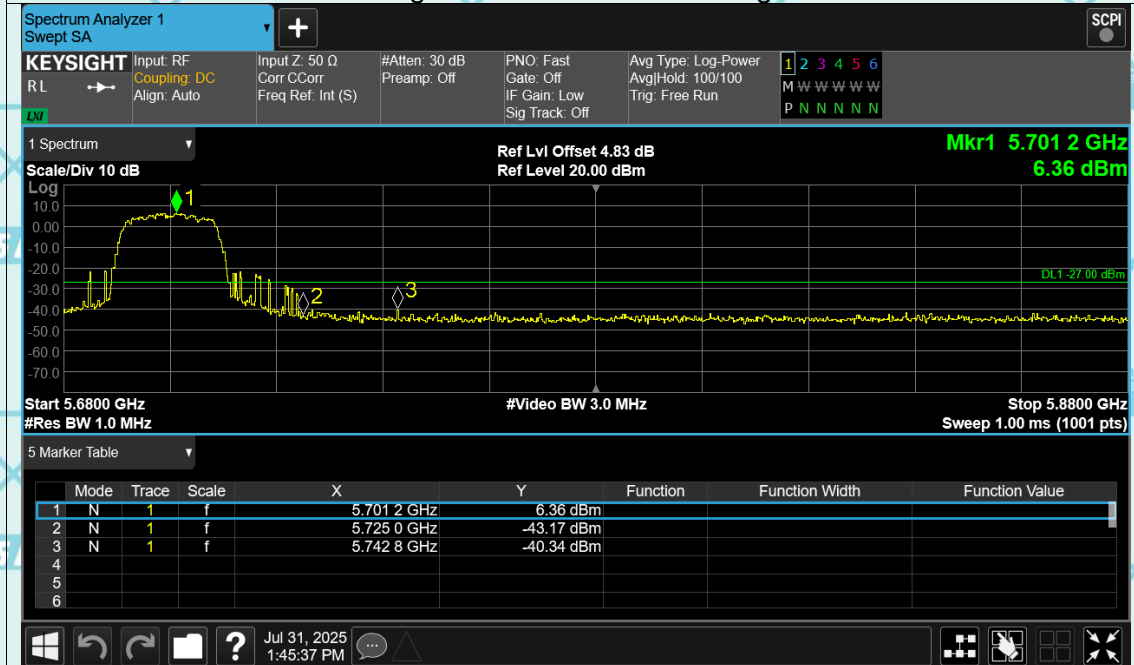 Spectrum Analyzer 1
Swept SA
+
SCPI
KEYSIGHT Input: RF Input Z: 50 Ω #Atten: 30 dB PNO: Fast Avg Type: Log-Power 1 2 3 4 5 6
RL Coupling: DC Corr CCorr Preamp: Off Gate: Off Avg|Hold: 100/100 M W W W W W
Align: Auto Freq Ref: Int (S) IF Gain: Low Trig: Free Run
LXI Sig Track: Off P N N N N N
1 Spectrum Ref Lvl Offset 4.83 dB Mkr1 5.701 2 GHz
Scale/Div 10 dB Ref Level 20.00 dBm 6.36 dBm
Log
1
10.0
0.00
-10.0
-20.0
DL1 -27.00 dBm
-30.0
2 3
-40.0
-50.0
-60.0
-70.0
Start 5.6800 GHz #Video BW 3.0 MHz Stop 5.8800 GHz
#Res BW 1.0 MHz Sweep 1.00 ms (1001 pts)
5 Marker Table
Mode Trace Scale X Y Function Function Width Function Value
1 N 1 f 5.701 2 GHz 6.36 dBm
2 N 1 f 5.725 0 GHz -43.17 dBm
3 N 1 f 5.742 8 GHz -40.34 dBm
4
5
6
? Jul 31, 2025
1:45:37 PM